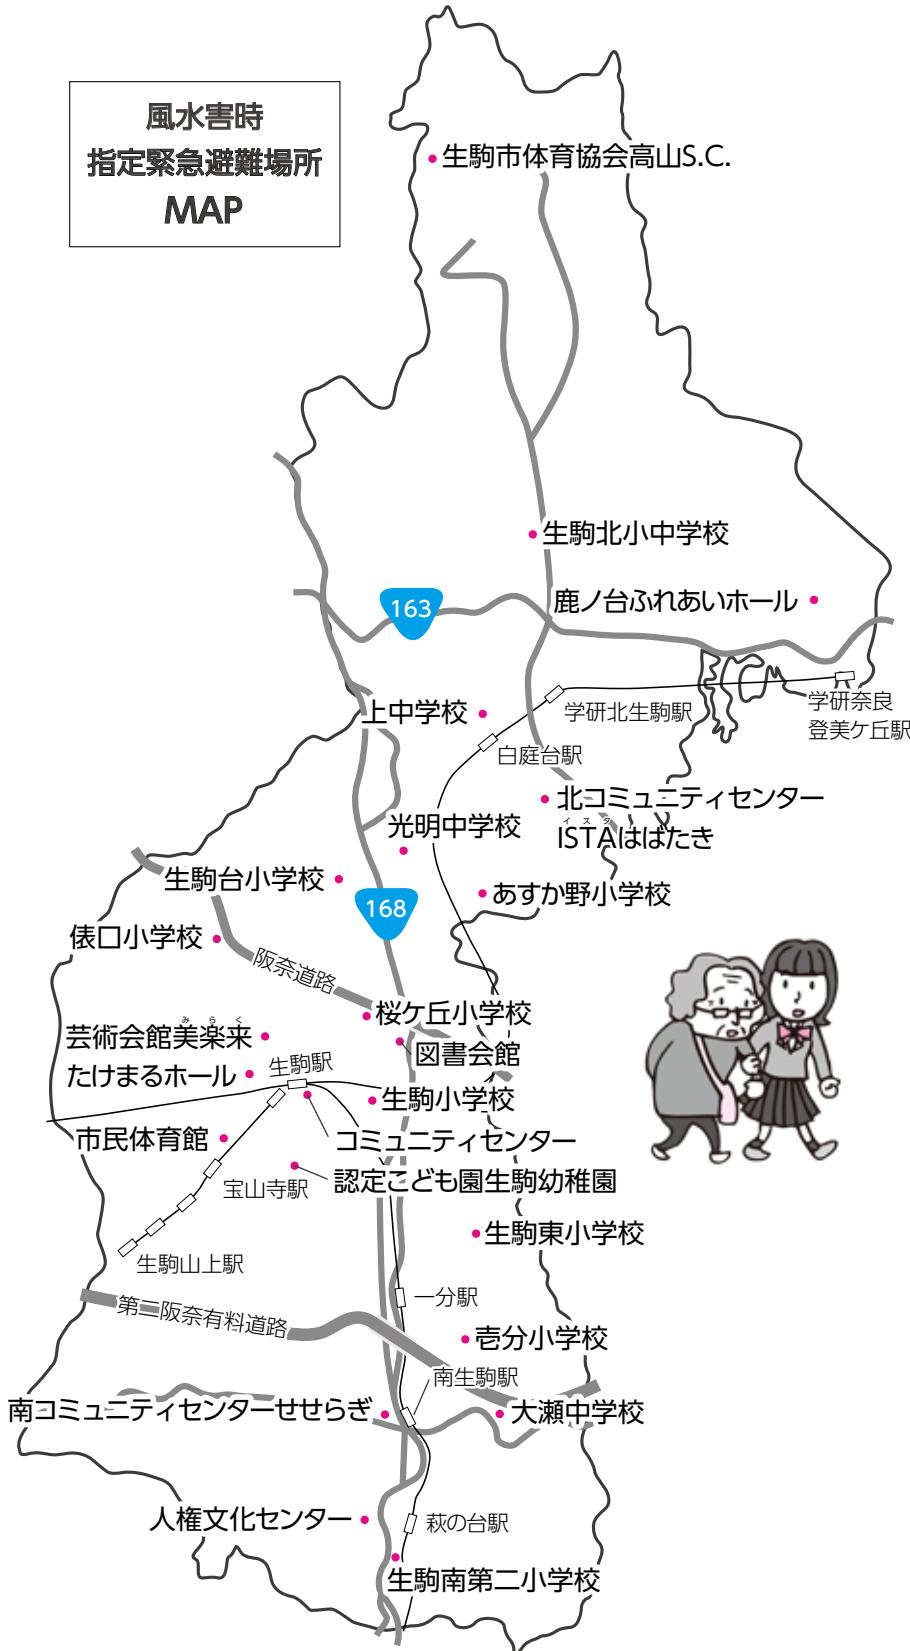 風水害時
指定緊急避難場所
MAP
生駒市体育協会高山S.C.
生駒北小中学校
鹿ノ台ふれあいホール
163
学研奈良
登美ケ丘駅
学研北生駒駅
上中学校
白庭台駅
北コミュニティセンター
イスタ
ISTAはばたき
光明中学校
生駒台小学校
あすか野小学校
168
俵口小学校
阪奈道路
桜ケ丘小学校
みらく
芸術会館美楽来
図書会館
生駒駅
たけまるホール
生駒小学校
市民体育館
コミュニティセンター
宝山寺駅
認定こども園生駒幼稚園
生駒東小学校
生駒山上駅
一分駅
第二阪奈有料道路
壱分小学校
南生駒駅
南コミュニティセンターせせらぎ
大瀬中学校
人権文化センター
萩の台駅
生駒南第二小学校